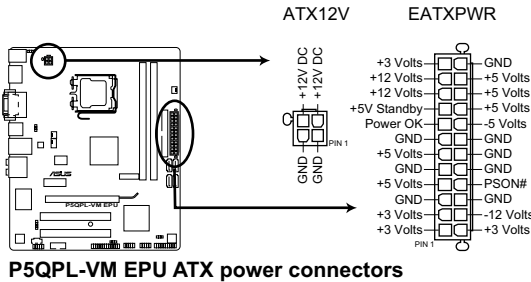 ATX12V
EATXPWR
+12V DC
+12V DC
GND
GND
PIN 1
+3 Volts
+12 Volts
+12 Volts
+5V Standby
Power OK
GND
+5 Volts
GND
+5 Volts
GND
+3 Volts
+3 Volts
PIN 1
GND
+5 Volts
+5 Volts
+5 Volts
-5 Volts
GND
GND
GND
PSON#
GND
-12 Volts
+3 Volts
ASUS
P5QPL-VM EPU
P5QPL-VM EPU ATX power connectors